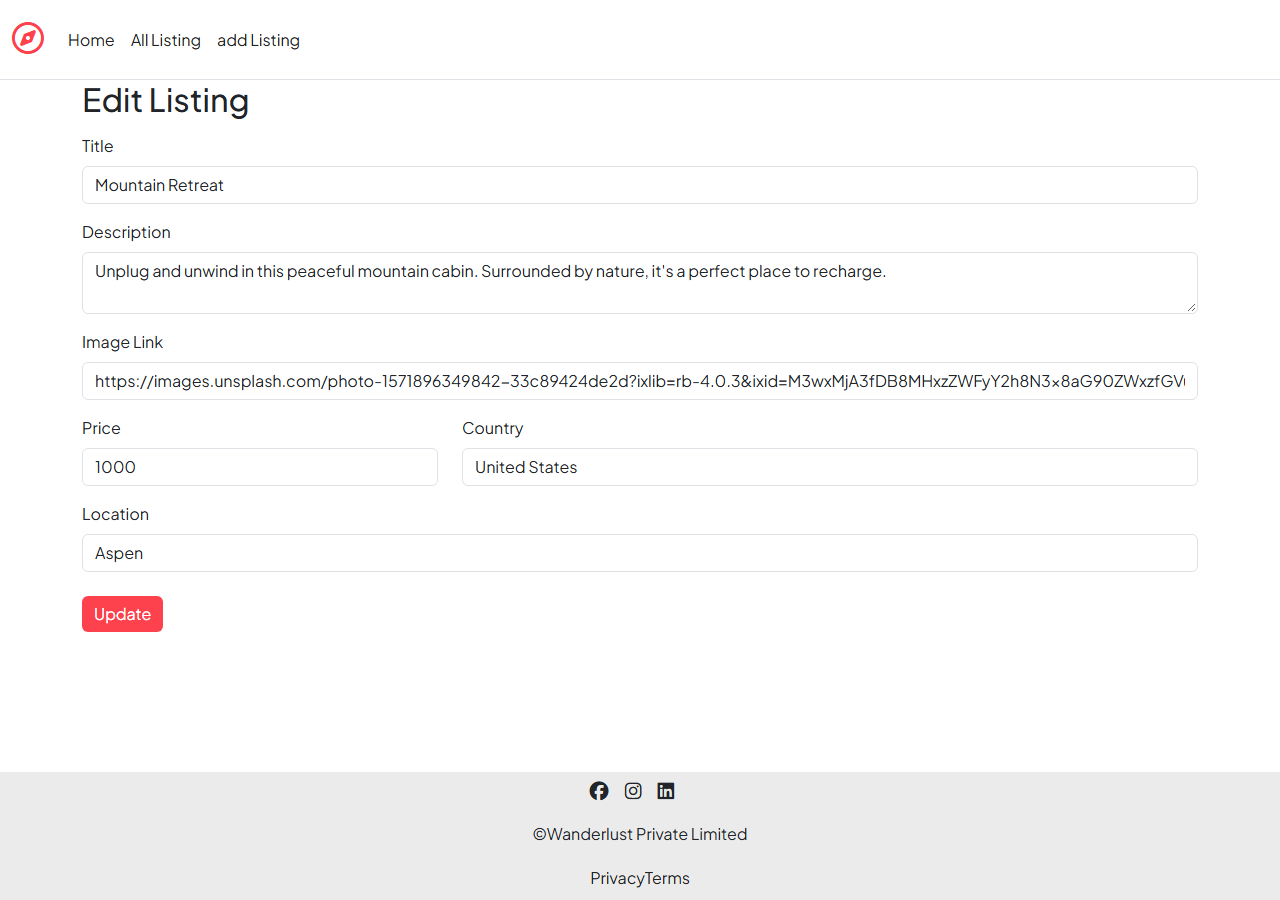 Home All Listing add Listing
Edit Listing
Title
Mountain Retreat
Description
Unplug and unwind in this peaceful mountain cabin. Surrounded by nature, it's a perfect place to recharge.
Image Link
https://images.unsplash.com/photo-1571896349842-33c89424de2d?ixlib=rb-4.0.3&ixid=M3wxMjA3fDB8MHxzZWFyY2h8N3x8aG90ZWxzfGV
Price Country
1000 United States
Location
Aspen
Update
©Wanderlust Private Limited
PrivacyTerms